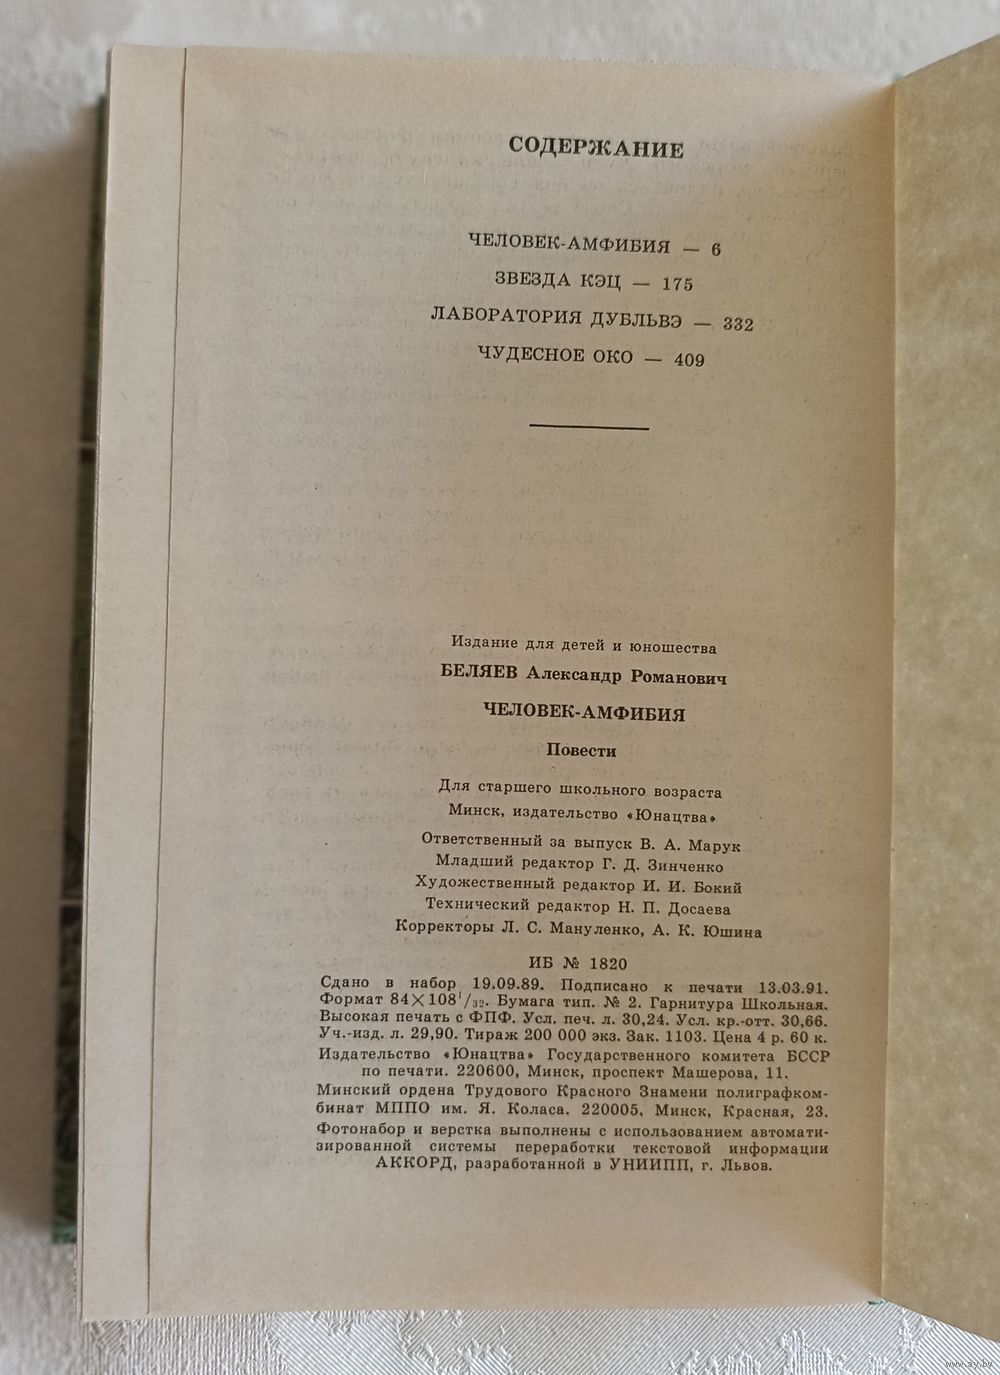 СОДЕРЖАНИЕ
ЧЕЛОВЕК-АМФИБИЯ — 6
ЗВЕЗДА КЭЦ — 175
ЛАБОРАТОРИЯ ДУБЛЬВЭ — 332
ЧУДЕСНОЕ ОКО — 409
Издание для детей и юношества
БЕЛЯЕВ Александр Романович
ЧЕЛОВЕК-АМФИБИЯ
Повести
Для старшего школьного возраста
Минск, издательство «Юнацтва»
Ответственный за выпуск В. А. Марук
Младший редактор Г. Д. Зинченко
Художественный редактор И. И. Бокий
Технический редактор Н. П. Досаева
Корректоры Л. С. Мануленко, А. К. Юшина
ИБ № 1820
Сдано в набор 19.09.89. Подписано к печати 13.03.91.
Формат 84×108¹/₃₂. Бумага тип. № 2. Гарнитура Школьная.
Высокая печать с ФПФ. Усл. печ. л. 30,24. Усл. кр.-отт. 30,66.
Уч.-изд. л. 29,90. Тираж 200 000 экз. Зак. 1103. Цена 4 р. 60 к.
Издательство «Юнацтва» Государственного комитета БССР
по печати. 220600, Минск, проспект Машерова, 11.
Минский ордена Трудового Красного Знамени полиграфком-
бинат МППО им. Я. Коласа. 220005, Минск, Красная, 23.
Фотонабор и верстка выполнены с использованием автомати-
зированной системы переработки текстовой информации
АККОРД, разработанной в УНИИПП, г. Львов.
www.ay.by